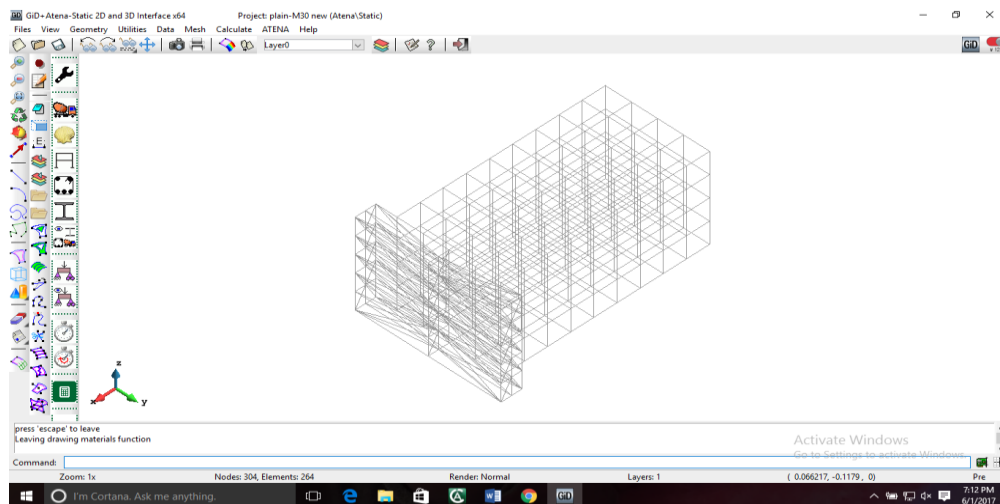 GiD+Atena-Static 2D and 3D Interface x64 Project: plain-M30 new (Atena\Static)
Files View Geometry Utilities Data Mesh Calculate ATENA Help
Layer0
GiD
E
z
x
y
press 'escape' to leave
Leaving drawing materials function
Activate Windows
Go to Settings to activate Windows.
Command:
Zoom: 1x Nodes: 304, Elements: 264 Render: Normal Layers: 1 ( 0.066217, -0.1179 , 0) Pre
I'm Cortana. Ask me anything.
GiD
7:12 PM
6/1/2017